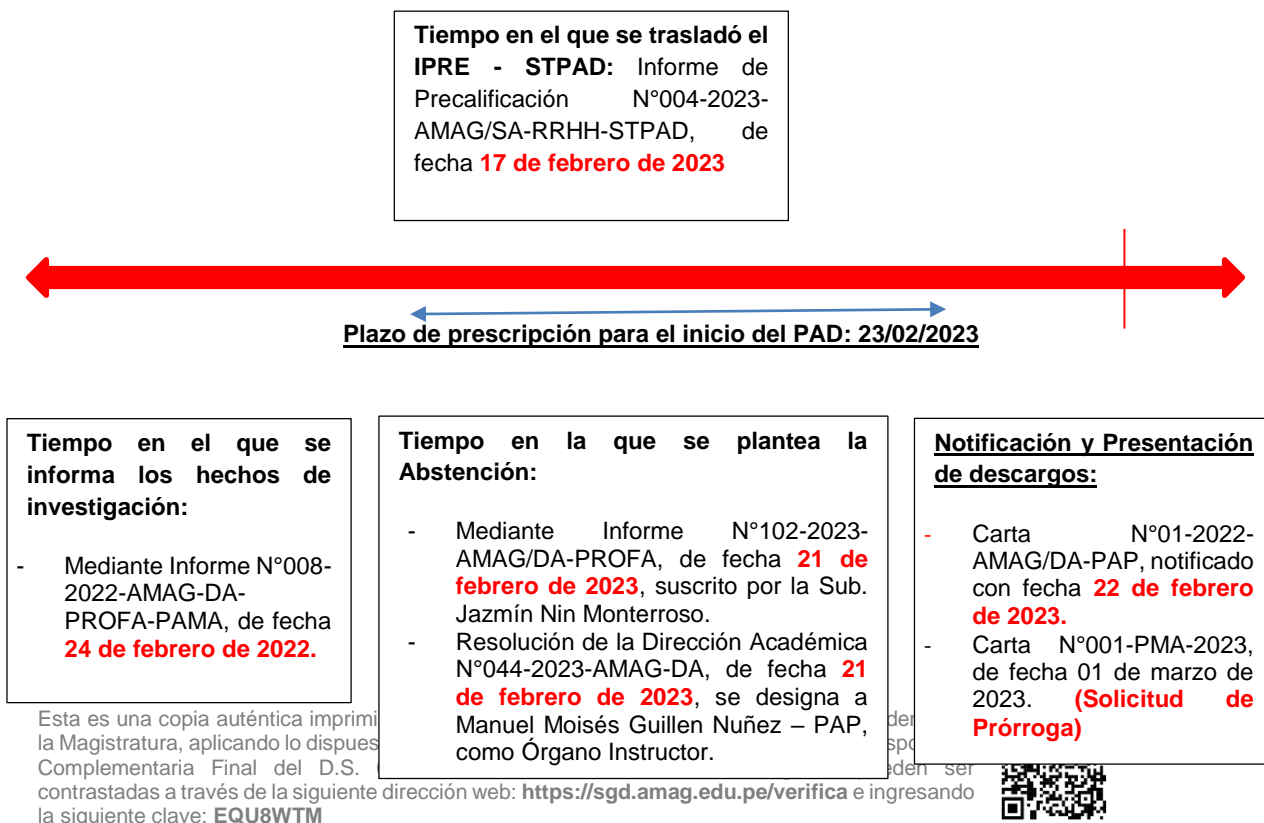 Tiempo en el que se trasladó el
IPRE - STPAD: Informe de
Precalificación N°004-2023-
AMAG/SA-RRHH-STPAD, de
fecha 17 de febrero de 2023
Plazo de prescripción para el inicio del PAD: 23/02/2023
Tiempo en el que se
informa los hechos de
investigación:
- Mediante Informe N°008-
2022-AMAG-DA-
PROFA-PAMA, de fecha
24 de febrero de 2022.
Tiempo en la que se plantea la
Abstención:
- Mediante Informe N°102-2023-
AMAG/DA-PROFA, de fecha 21 de
febrero de 2023, suscrito por la Sub.
Jazmín Nin Monterroso.
- Resolución de la Dirección Académica
N°044-2023-AMAG-DA, de fecha 21
de febrero de 2023, se designa a
Manuel Moisés Guillen Nuñez – PAP,
como Órgano Instructor.
Notificación y Presentación
de descargos:
- Carta N°01-2022-
AMAG/DA-PAP, notificado
con fecha 22 de febrero
de 2023.
- Carta N°001-PMA-2023,
de fecha 01 de marzo de
2023. (Solicitud de
Prórroga)
Esta es una copia auténtica
la Magistratura, aplicando lo
Complementaria Final del D.S. ser
contrastadas a través de la siguiente dirección web: https://sgd.amag.edu.pe/verifica e ingresando
la siguiente clave: EQU8WTM